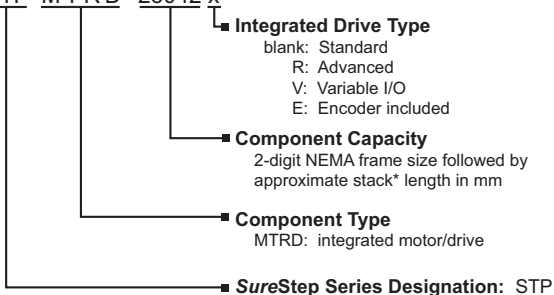 MTRD x
Integrated Drive Type
blank: Standard
R: Advanced
V: Variable I/O
E: Encoder included
Component Capacity
2-digit NEMA frame size followed by
approximate stack* length in mm
Component Type
MTRD: integrated motor/drive
SureStep Series Designation: STP